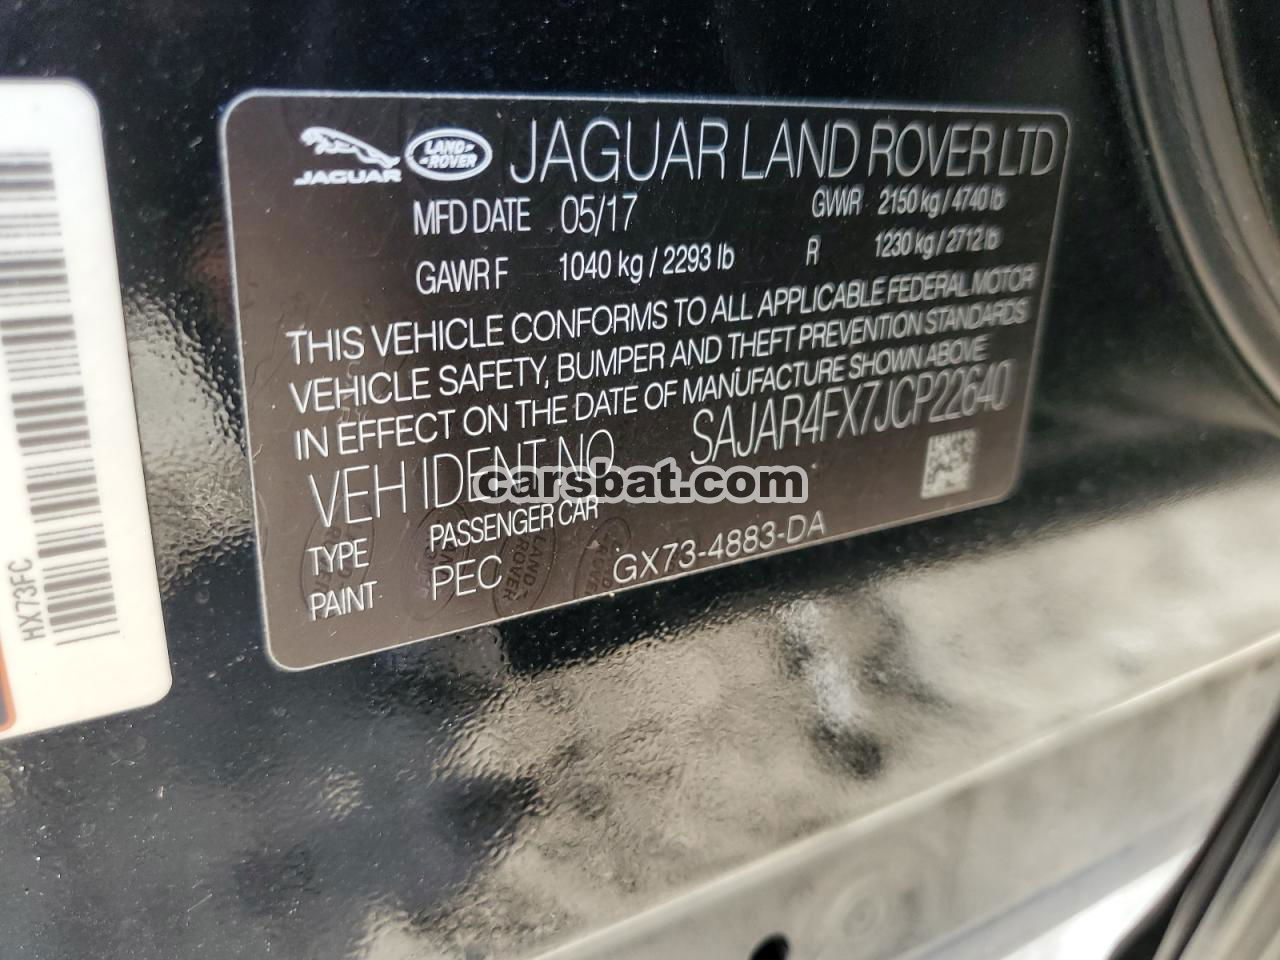 JAGUAR
LAND-
-ROVER
JAGUAR LAND ROVER LTD
MFD DATE 05/17 GVWR 2150 kg / 4740 lb
GAWR F 1040 kg / 2293 lb R 1230 kg / 2712 lb
THIS VEHICLE CONFORMS TO ALL APPLICABLE FEDERAL MOTOR
VEHICLE SAFETY, BUMPER AND THEFT PREVENTION STANDARDS
IN EFFECT ON THE DATE OF MANUFACTURE SHOWN ABOVE
VEH IDENT NO SAJAR4FX7JCP22640
carsbat.com
TYPE PASSENGER CAR
PAINT PEC GX73-4883-DA
HX73FC